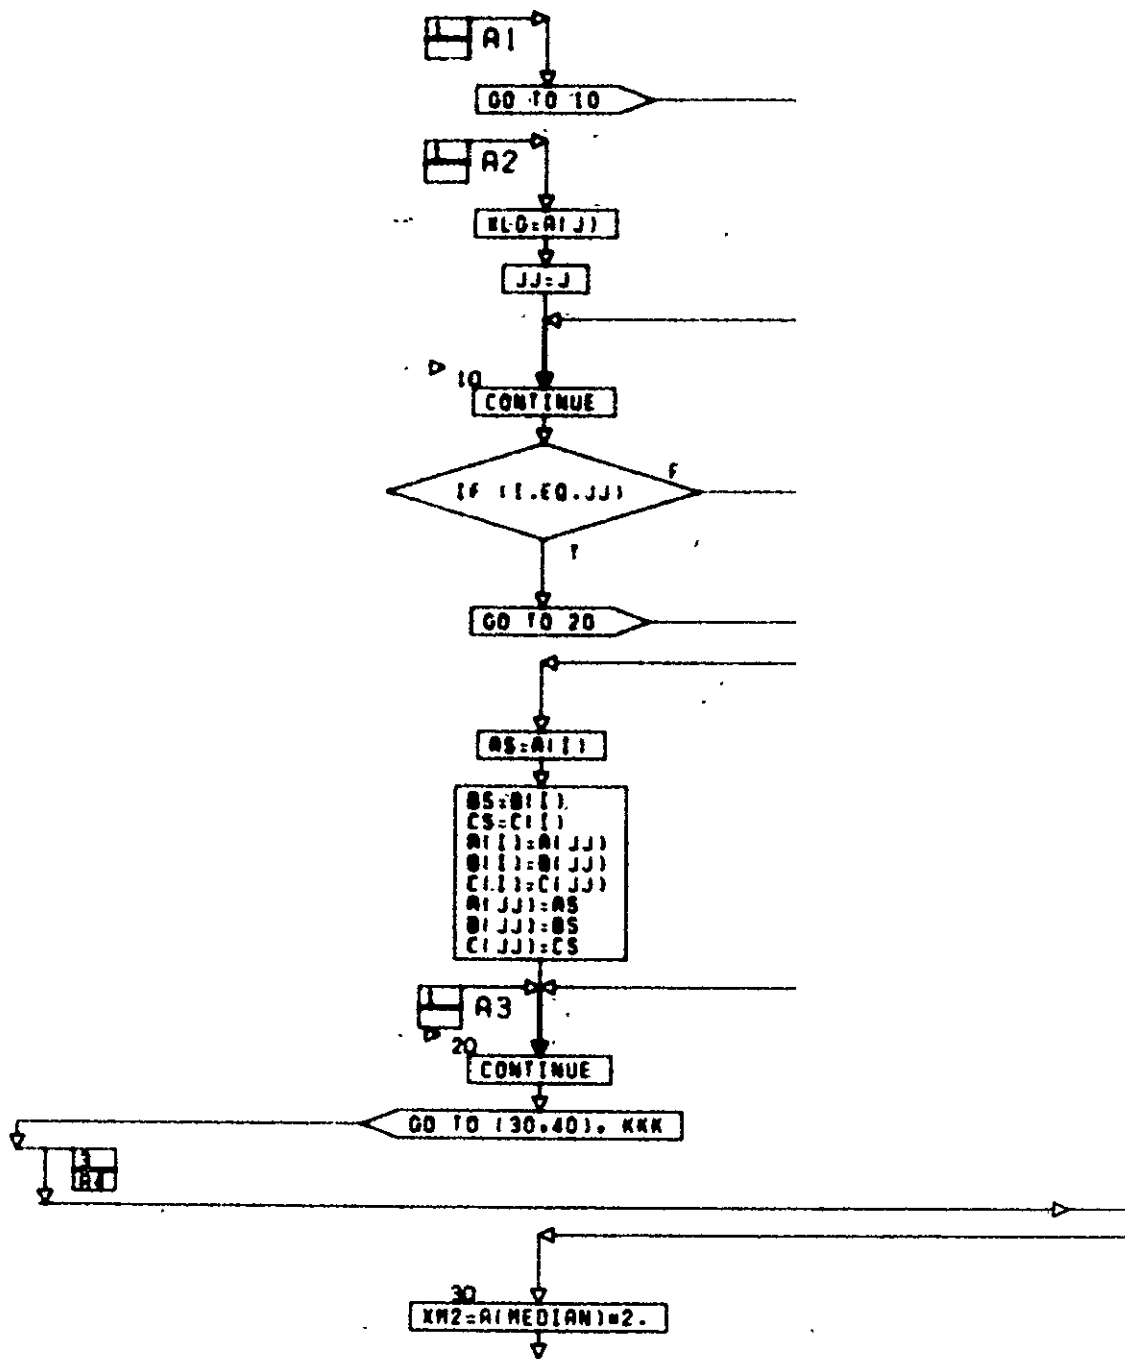 A1
GO TO 10
A2
XLO=A(J)
JJ=J
10
CONTINUE
F
IF (I.EQ.JJ)
T
GO TO 20
AS=A(I)
BS=B(I)
CS=C(I)
A(I)=A(JJ)
B(I)=B(JJ)
C(I)=C(JJ)
A(JJ)=AS
B(JJ)=BS
C(JJ)=CS
A3
20
CONTINUE
GO TO (30,40), KKK
30
XM2=A(MEDIAN)*2.